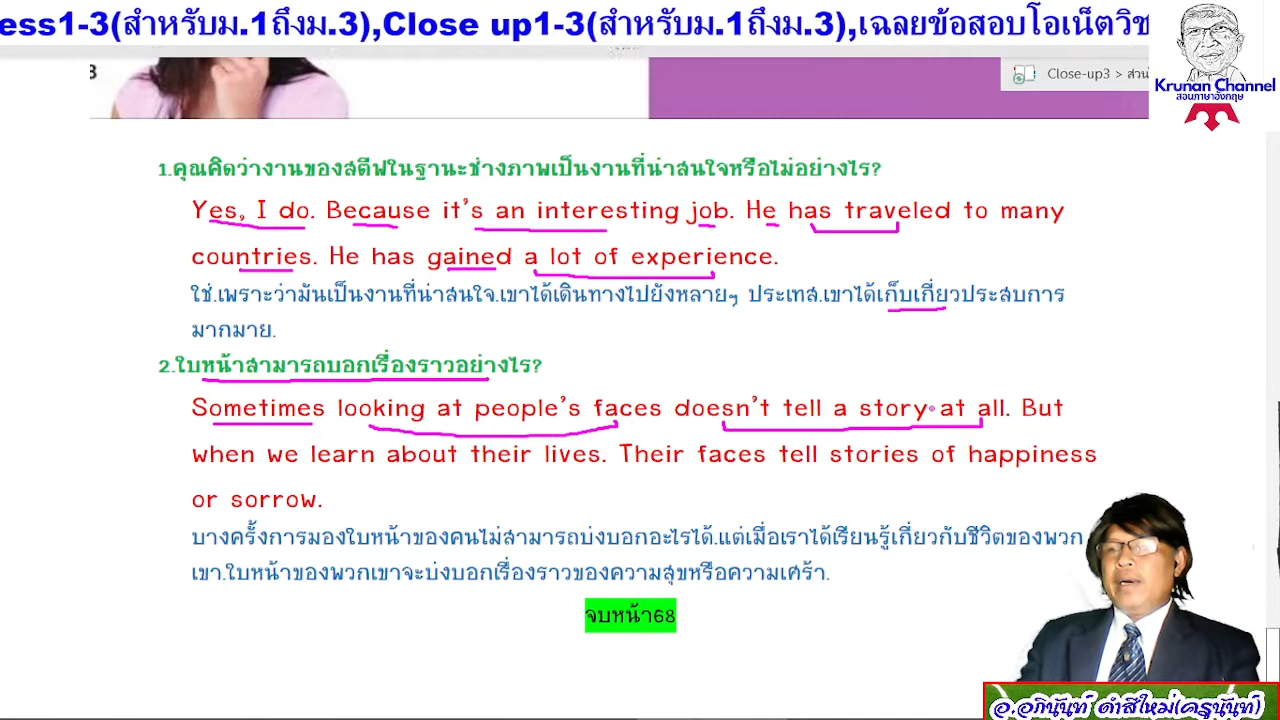 ess1-3(สำหรับม.1ถึงม.3),Close up1-3(สำหรับม.1ถึงม.3),เฉลยข้อสอบโอเน็ตวิช
Close-up3 > ส่วน
Krunan Channel
สอนภาษาอังกฤษ
1.คุณคิดว่างานของสตีฟในฐานะช่างภาพเป็นงานที่น่าสนใจหรือไม่อย่างไร?
Yes, I do. Because it's an interesting job. He has traveled to many
countries. He has gained a lot of experience.
ใช่.เพราะว่ามันเป็นงานที่น่าสนใจ.เขาได้เดินทางไปยังหลายๆ ประเทส.เขาได้เก็บเกี่ยวประสบการ
มากมาย.
2.ใบหน้าสามารถบอกเรื่องราวอย่างไร?
Sometimes looking at people's faces doesn't tell a story at all. But
when we learn about their lives. Their faces tell stories of happiness
or sorrow.
บางครั้งการมองใบหน้าของคนไม่สามารถบ่งบอกอะไรได้.แต่เมื่อเราได้เรียนรู้เกี่ยวกับชีวิตของพวก
เขา.ใบหน้าของพวกเขาจะบ่งบอกเรื่องราวของความสุขหรือความเศร้า.
จบหน้า68
อ.อภินันท์ ดำสีใหม่(ครูนันท์)